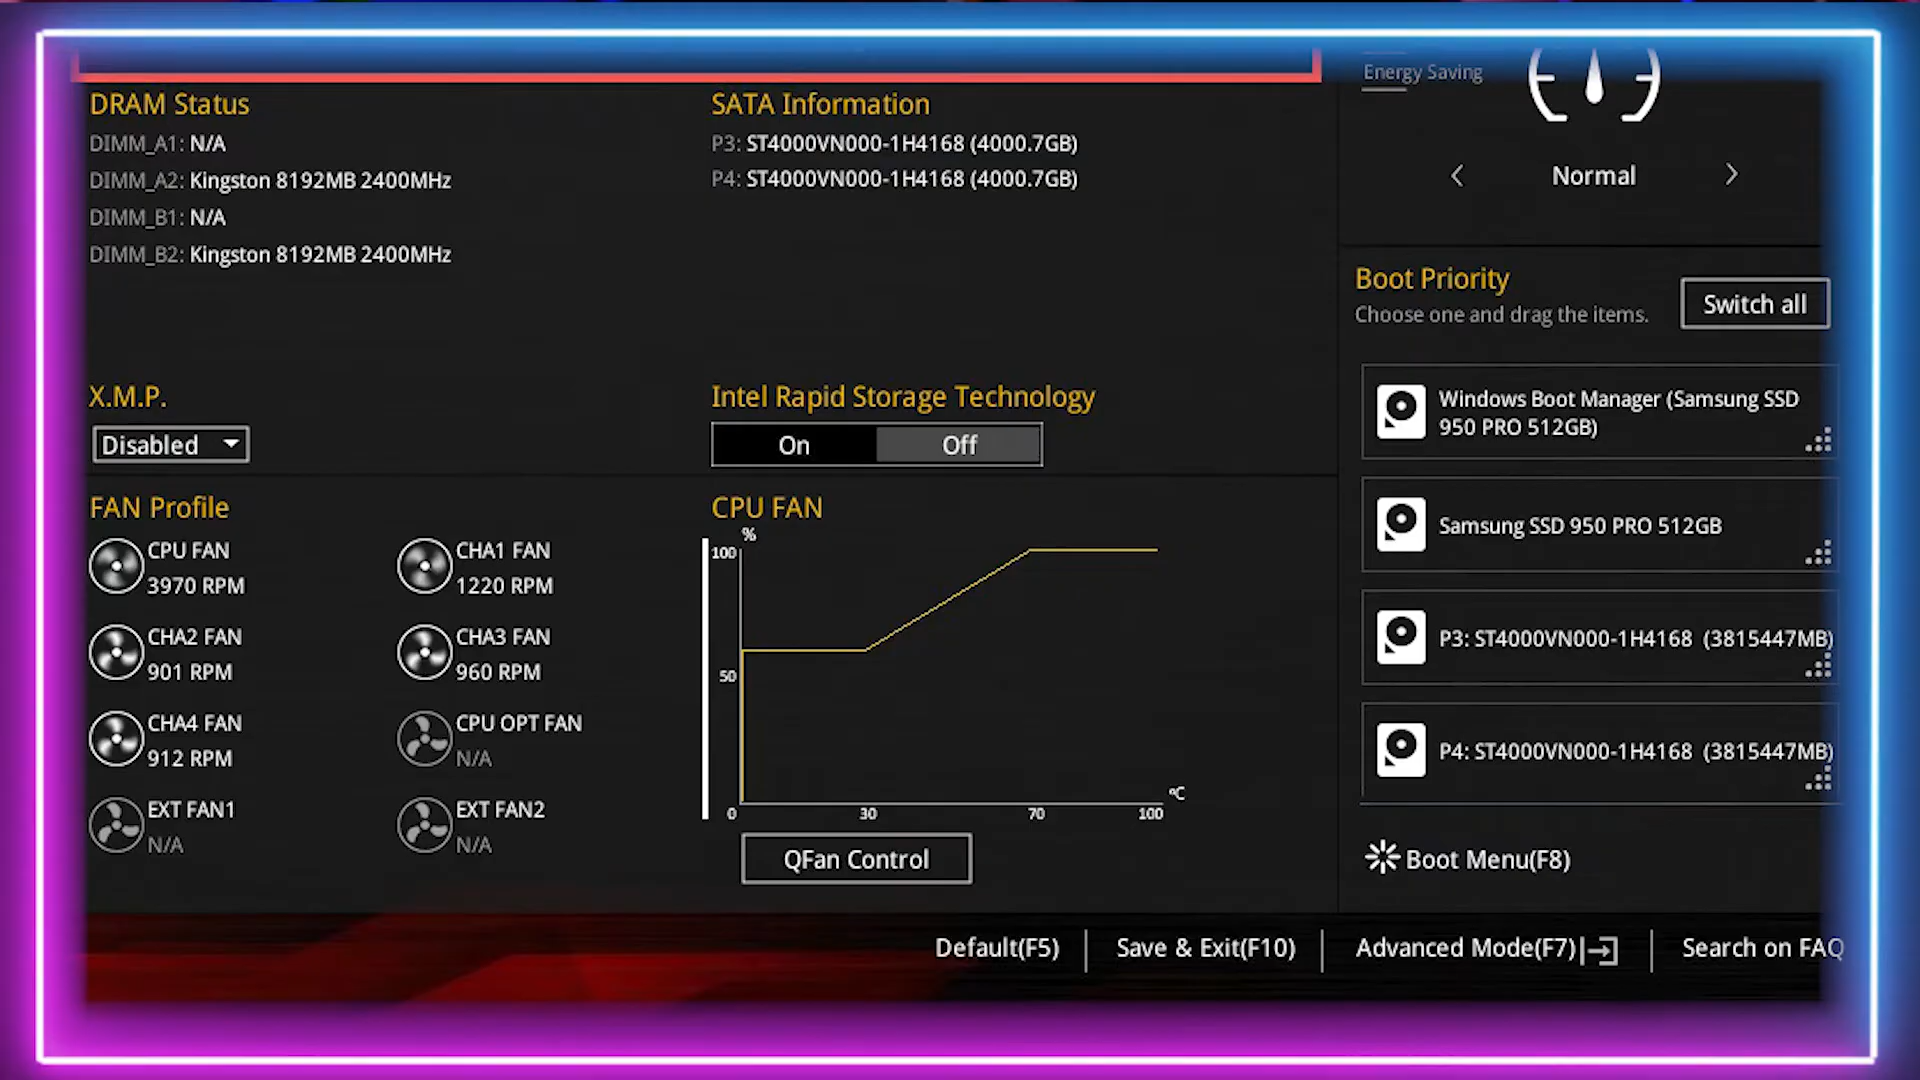 Energy Saving
Normal
DRAM Status
DIMM_A1: N/A
DIMM_A2: Kingston 8192MB 2400MHz
DIMM_B1: N/A
DIMM_B2: Kingston 8192MB 2400MHz
SATA Information
P3: ST4000VN000-1H4168 (4000.7GB)
P4: ST4000VN000-1H4168 (4000.7GB)
X.M.P.
Disabled
Intel Rapid Storage Technology
On Off
FAN Profile
CPU FAN
3970 RPM
CHA1 FAN
1220 RPM
CHA2 FAN
901 RPM
CHA3 FAN
960 RPM
CHA4 FAN
912 RPM
CPU OPT FAN
N/A
EXT FAN1
N/A
EXT FAN2
N/A
CPU FAN
%
100
50
0 30 70 100
°C
QFan Control
Boot Priority
Choose one and drag the items.
Switch all
Windows Boot Manager (Samsung SSD
950 PRO 512GB)
Samsung SSD 950 PRO 512GB
P3: ST4000VN000-1H4168 (3815447MB)
P4: ST4000VN000-1H4168 (3815447MB)
Boot Menu(F8)
Default(F5) | Save & Exit(F10) | Advanced Mode(F7) | Search on FAQ